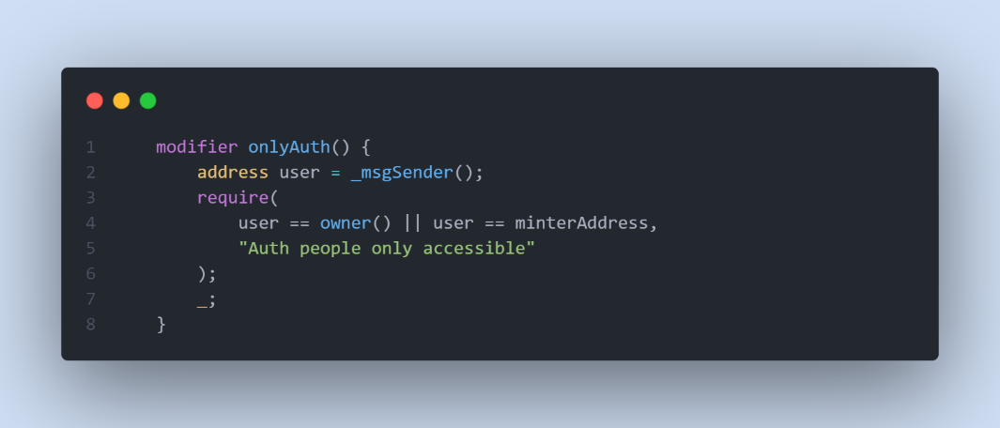 1 modifier onlyAuth() {
2 address user = _msgSender();
3 require(
4 user == owner() || user == minterAddress,
5 "Auth people only accessible"
6 );
7 _;
8 }